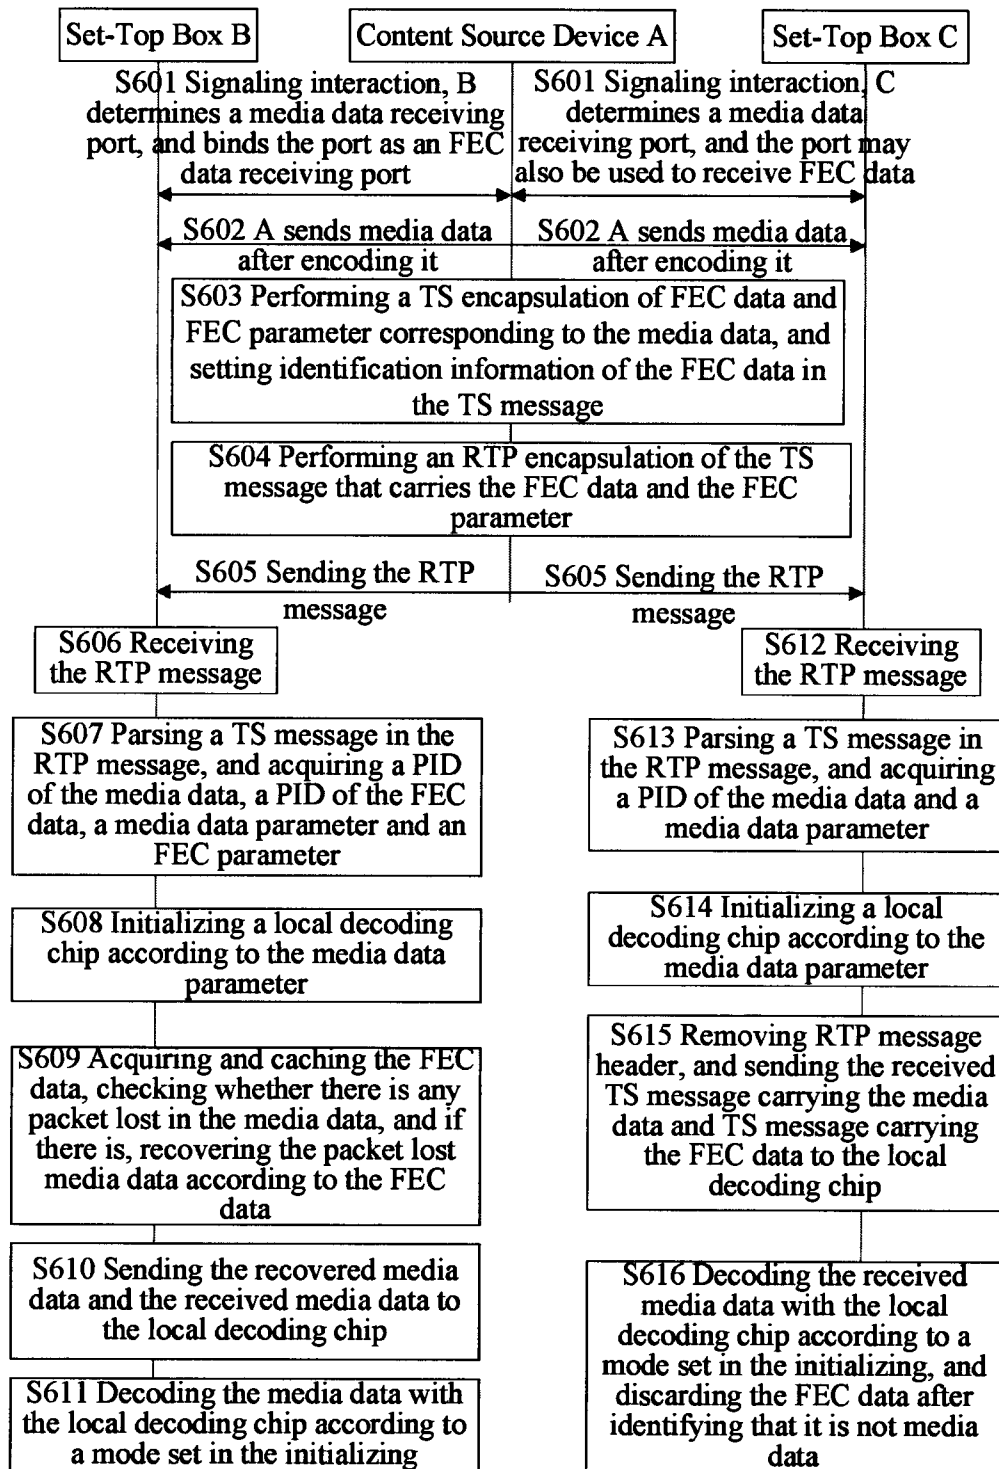 Set-Top Box B
Content Source Device A
Set-Top Box C
S601 Signaling interaction, B
determines a media data receiving
port, and binds the port as an FEC
data receiving port
S601 Signaling interaction, C
determines a media data
receiving port, and the port may
also be used to receive FEC data
S602 A sends media data
after encoding it
S602 A sends media data
after encoding it
S603 Performing a TS encapsulation of FEC data and
FEC parameter corresponding to the media data, and
setting identification information of the FEC data in
the TS message
S604 Performing an RTP encapsulation of the TS
message that carries the FEC data and the FEC
parameter
S605 Sending the RTP
message
S605 Sending the RTP
message
S606 Receiving
the RTP message
S612 Receiving
the RTP message
S607 Parsing a TS message in the
RTP message, and acquiring a PID
of the media data, a PID of the FEC
data, a media data parameter and an
FEC parameter
S613 Parsing a TS message in
the RTP message, and acquiring
a PID of the media data and a
media data parameter
S608 Initializing a local decoding
chip according to the media data
parameter
S614 Initializing a local
decoding chip according to the
media data parameter
S609 Acquiring and caching the FEC
data, checking whether there is any
packet lost in the media data, and if
there is, recovering the packet lost
media data according to the FEC
data
S615 Removing RTP message
header, and sending the received
TS message carrying the media
data and TS message carrying
the FEC data to the local
decoding chip
S610 Sending the recovered media
data and the received media data to
the local decoding chip
S616 Decoding the received
media data with the local
decoding chip according to a
mode set in the initializing, and
discarding the FEC data after
identifying that it is not media
data
S611 Decoding the media data with
the local decoding chip according to
a mode set in the initializing